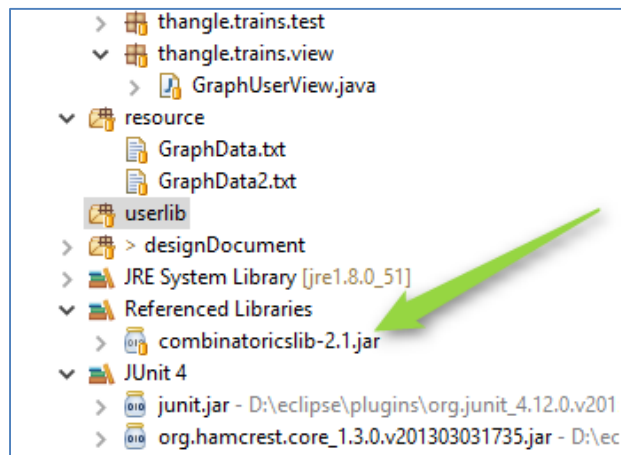 thangle.trains.test
thangle.trains.view
GraphUserView.java
resource
GraphData.txt
GraphData2.txt
userlib
> designDocument
JRE System Library [jre1.8.0_51]
Referenced Libraries
combinatoricslib-2.1.jar
JUnit 4
junit.jar - D:\eclipse\plugins\org.junit_4.12.0.v201
org.hamcrest.core_1.3.0.v201303031735.jar - D:\ec